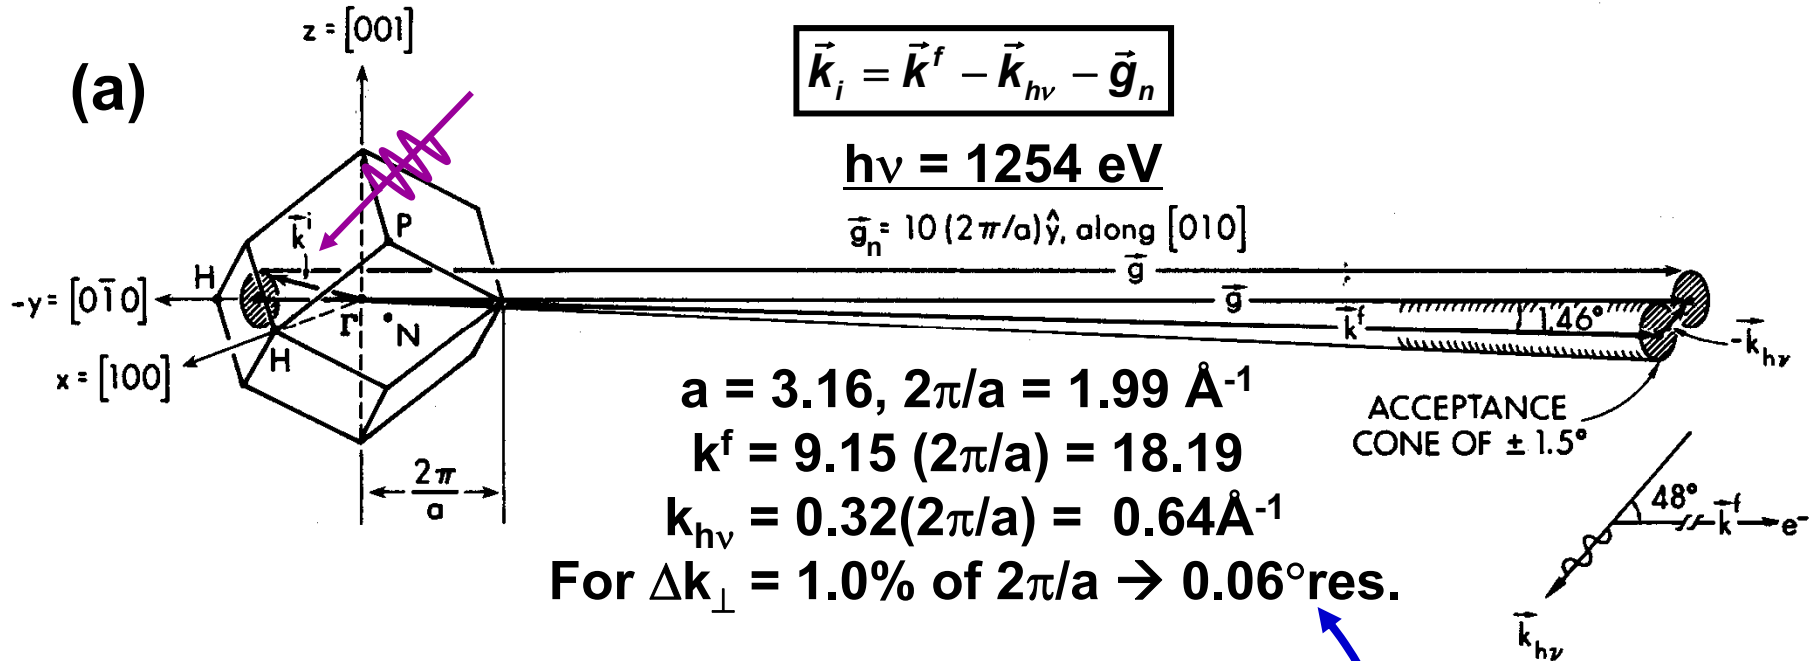 (a)
z = [001]
k⃗ᵢ = k⃗ᶠ − k⃗ₕᵥ − g⃗ₙ
hν = 1254 eV
g⃗ₙ = 10 (2π/a) ŷ, along [010]
k⃗ⁱ
P
H
g⃗
-y = [01̄0]
g⃗
Γ
N
k⃗ᶠ
1.46°
-k⃗ₕᵥ
H
x = [100]
a = 3.16, 2π/a = 1.99 Å⁻¹
ACCEPTANCE
CONE OF ± 1.5°
kᶠ = 9.15 (2π/a) = 18.19
2π
a
kₕᵥ = 0.32(2π/a) = 0.64Å⁻¹
48°
k⃗ᶠ
e⁻
For Δk⊥ = 1.0% of 2π/a → 0.06°res.
k⃗ₕᵥ